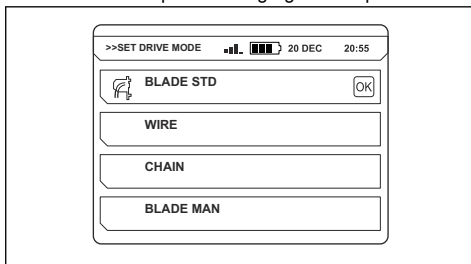 >>SET DRIVE MODE 20 DEC 20:55
BLADE STD OK
WIRE
CHAIN
BLADE MAN